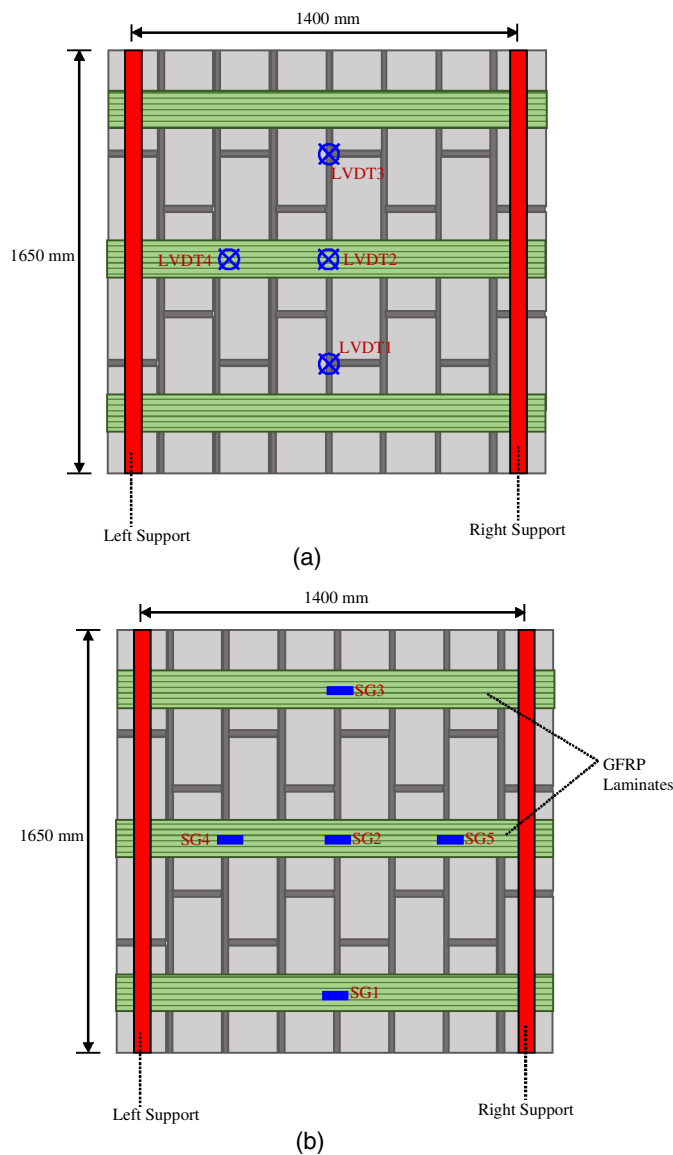 1400 mm
LVDT3
1650 mm
LVDT4
LVDT2
LVDT1
Left Support
Right Support
(a)
1400 mm
SG3
GFRP
Laminates
1650 mm
SG4
SG2
SG5
SG1
Left Support
Right Support
(b)